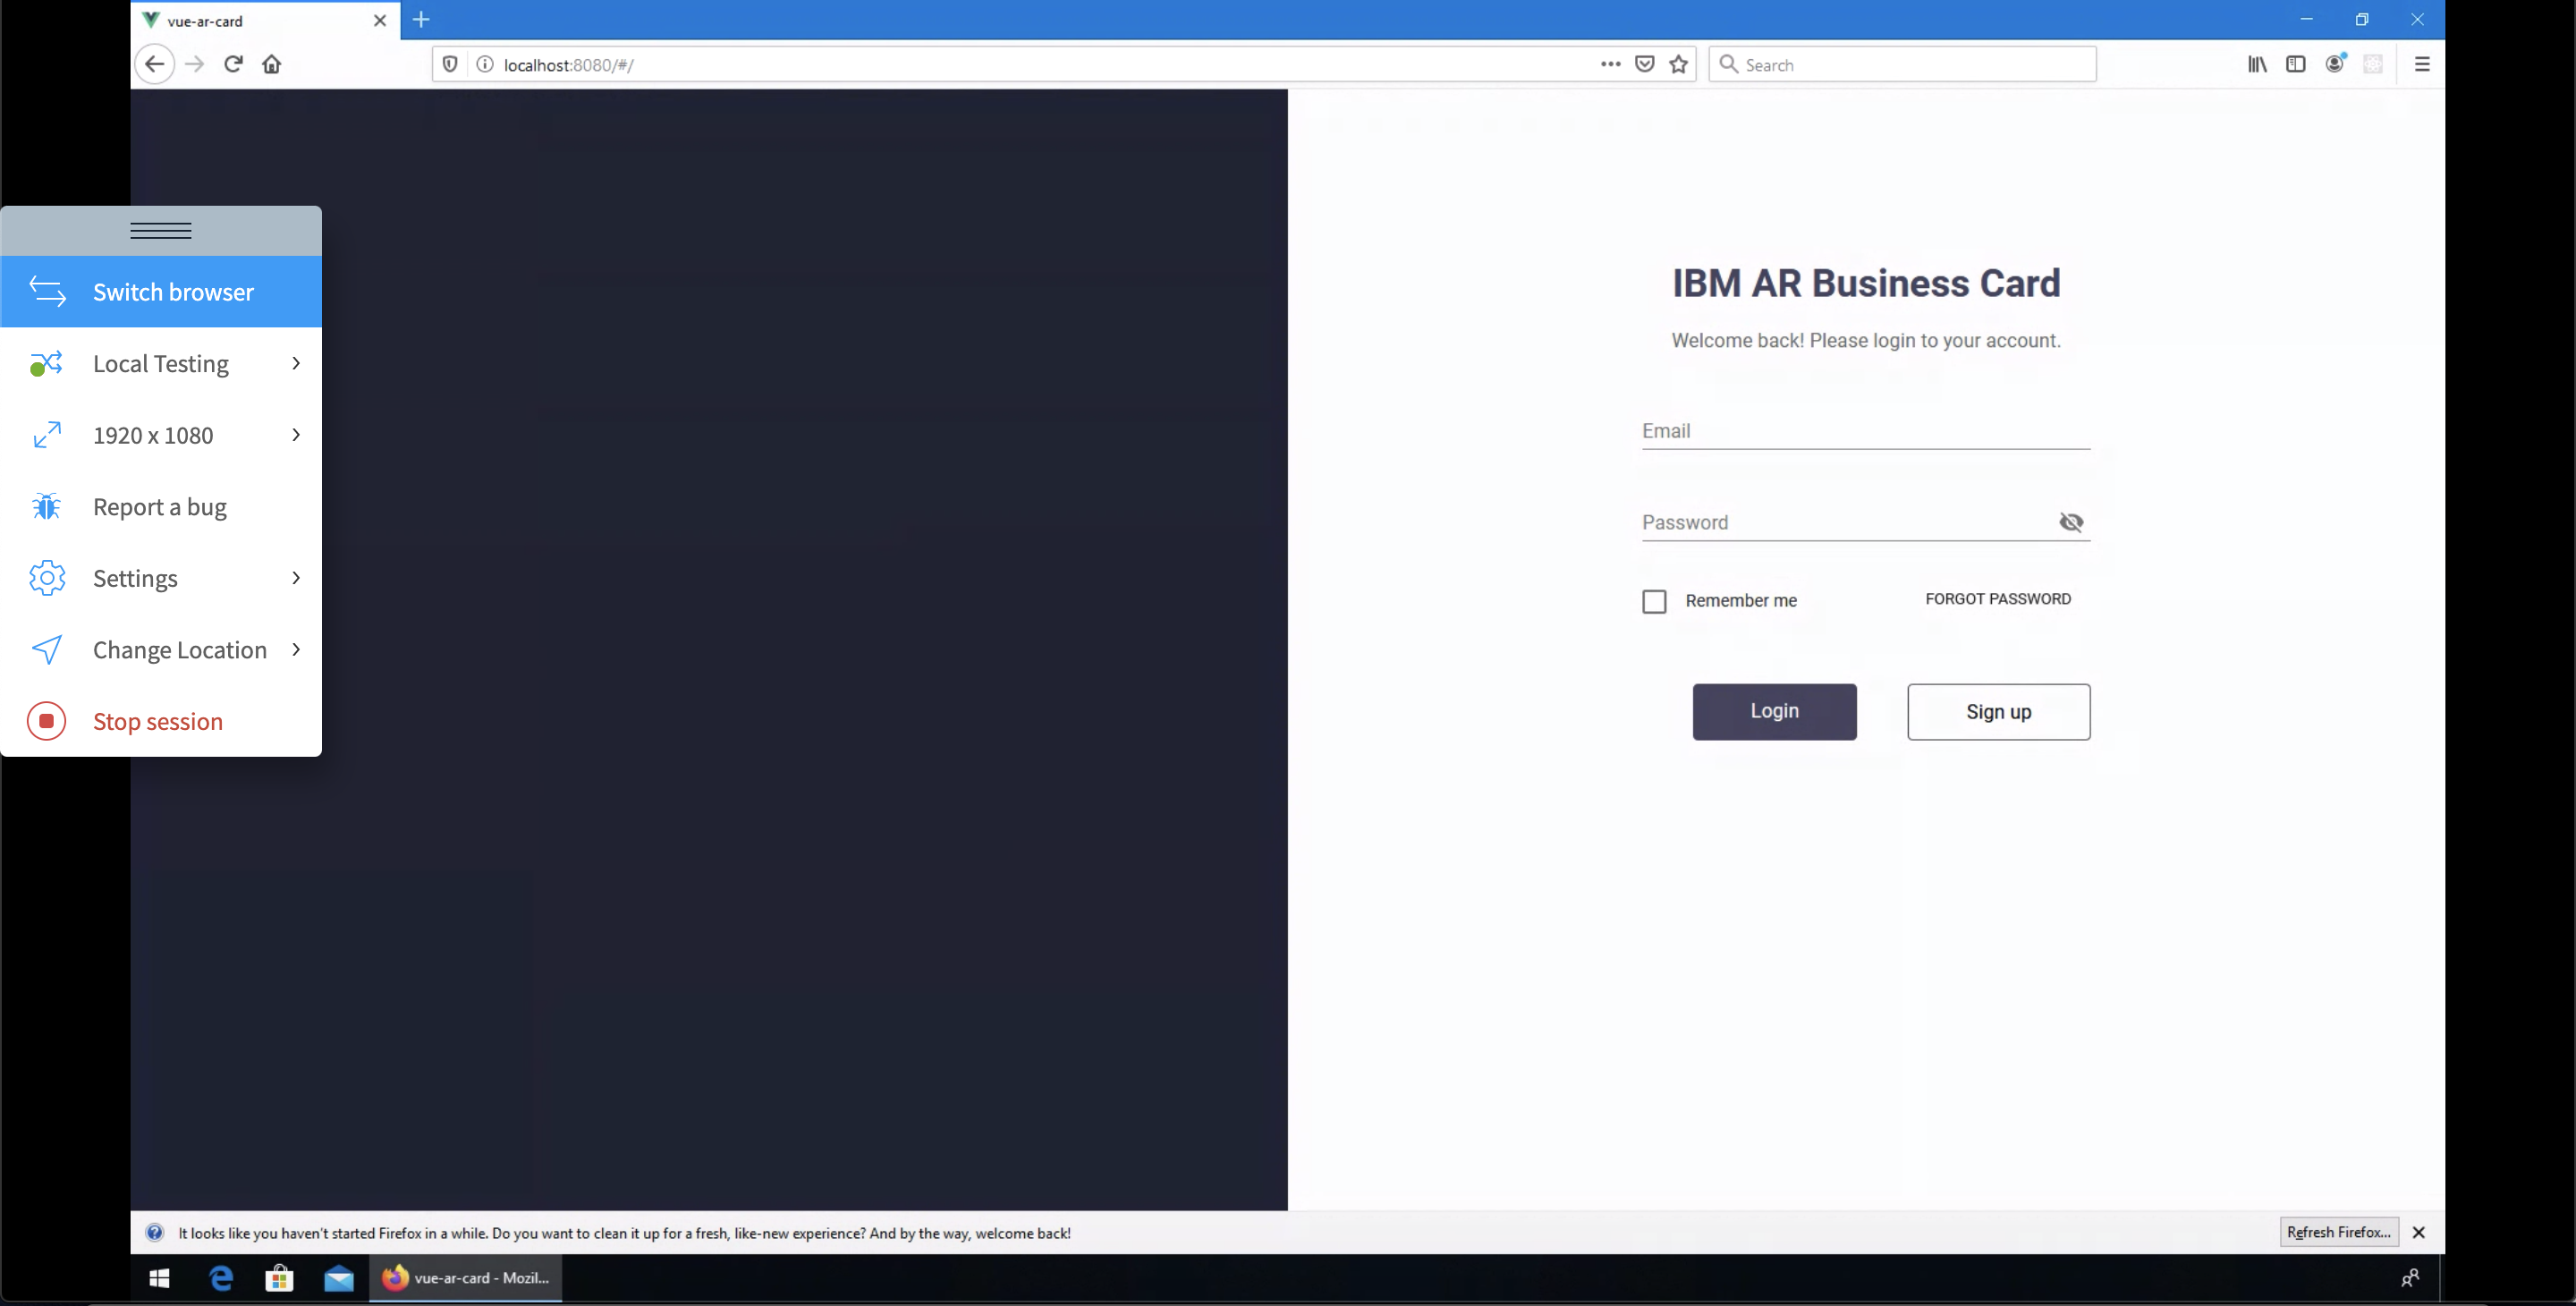 vue-ar-card
localhost:8080/#/
Search
Switch browser
Local Testing
1920 x 1080
Report a bug
Settings
Change Location
Stop session
IBM AR Business Card
Welcome back! Please login to your account.
Email
Password
Remember me
FORGOT PASSWORD
Login
Sign up
It looks like you haven't started Firefox in a while. Do you want to clean it up for a fresh, like-new experience? And by the way, welcome back!
Refresh Firefox...
vue-ar-card - Mozil...